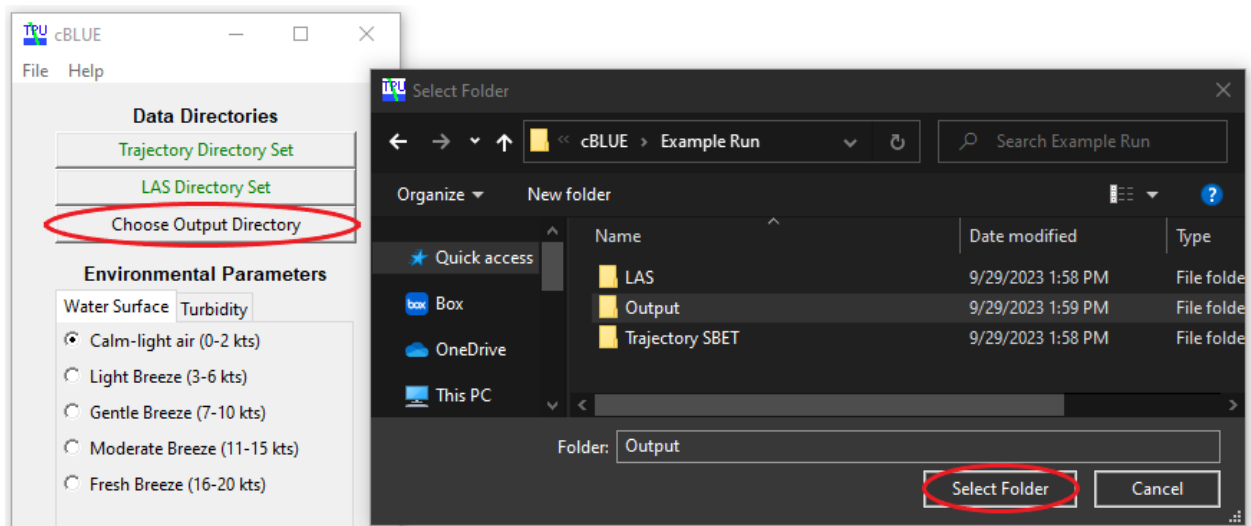 TPU cBLUE
File Help
Data Directories
Trajectory Directory Set
LAS Directory Set
Choose Output Directory
Environmental Parameters
Water Surface Turbidity
Calm-light air (0-2 kts)
Light Breeze (3-6 kts)
Gentle Breeze (7-10 kts)
Moderate Breeze (11-15 kts)
Fresh Breeze (16-20 kts)
TPU Select Folder
« cBLUE > Example Run
Search Example Run
Organize New folder
?
Name Date modified Type
Quick access
box Box
OneDrive
This PC
LAS 9/29/2023 1:58 PM File folde
Output 9/29/2023 1:59 PM File folde
Trajectory SBET 9/29/2023 1:58 PM File folde
Folder: Output
Select Folder Cancel